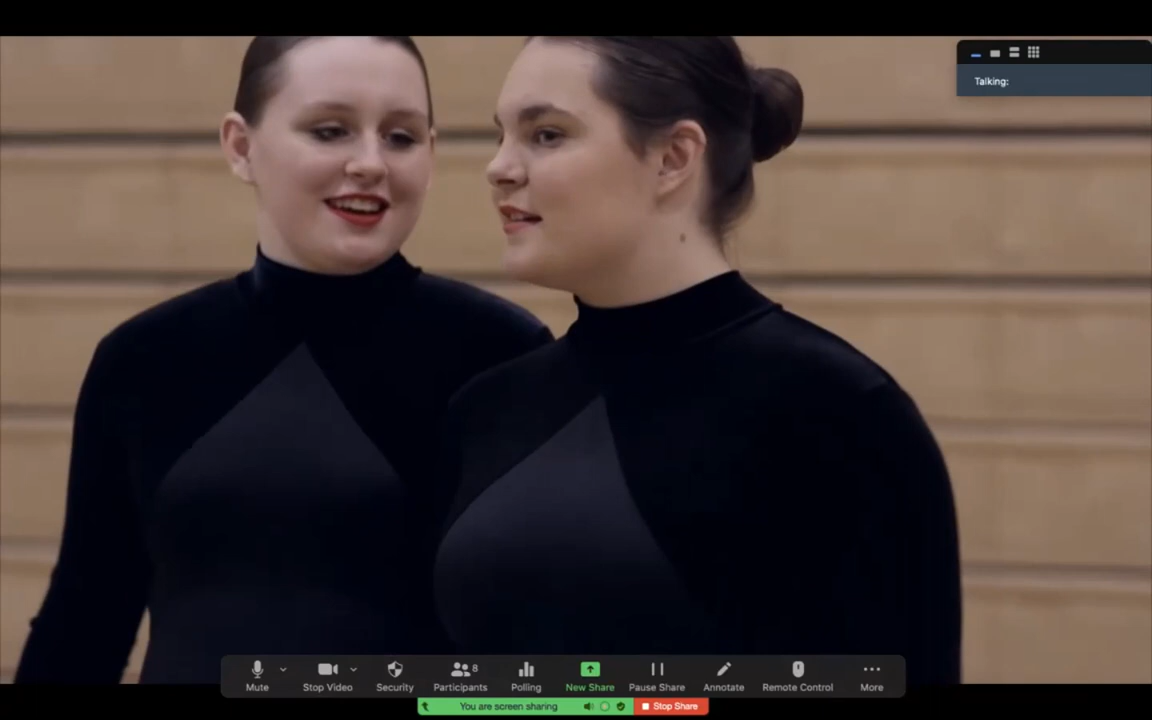 Talking:
8
Mute
Stop Video
Security
Participants
Polling
New Share
Pause Share
Annotate
Remote Control
More
You are screen sharing
Stop Share